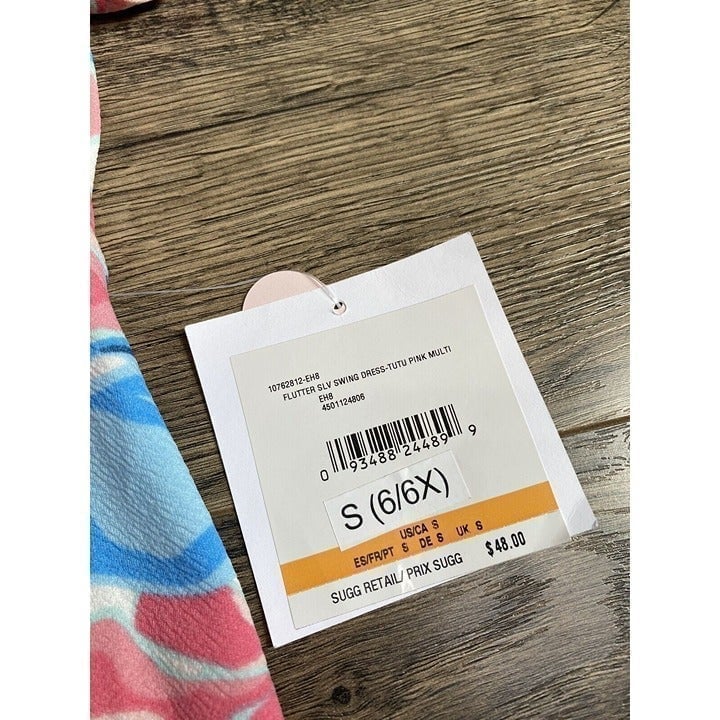 10762812-EH8
FLUTTER SLV SWING DRESS-TUTU PINK MULTI
EH8
4501124806
0 93488 24489 9
S (6/6X)
US/CA S
ES/FR/PT S DE S UK S
SUGG RETAIL/PRIX SUGG $48.00